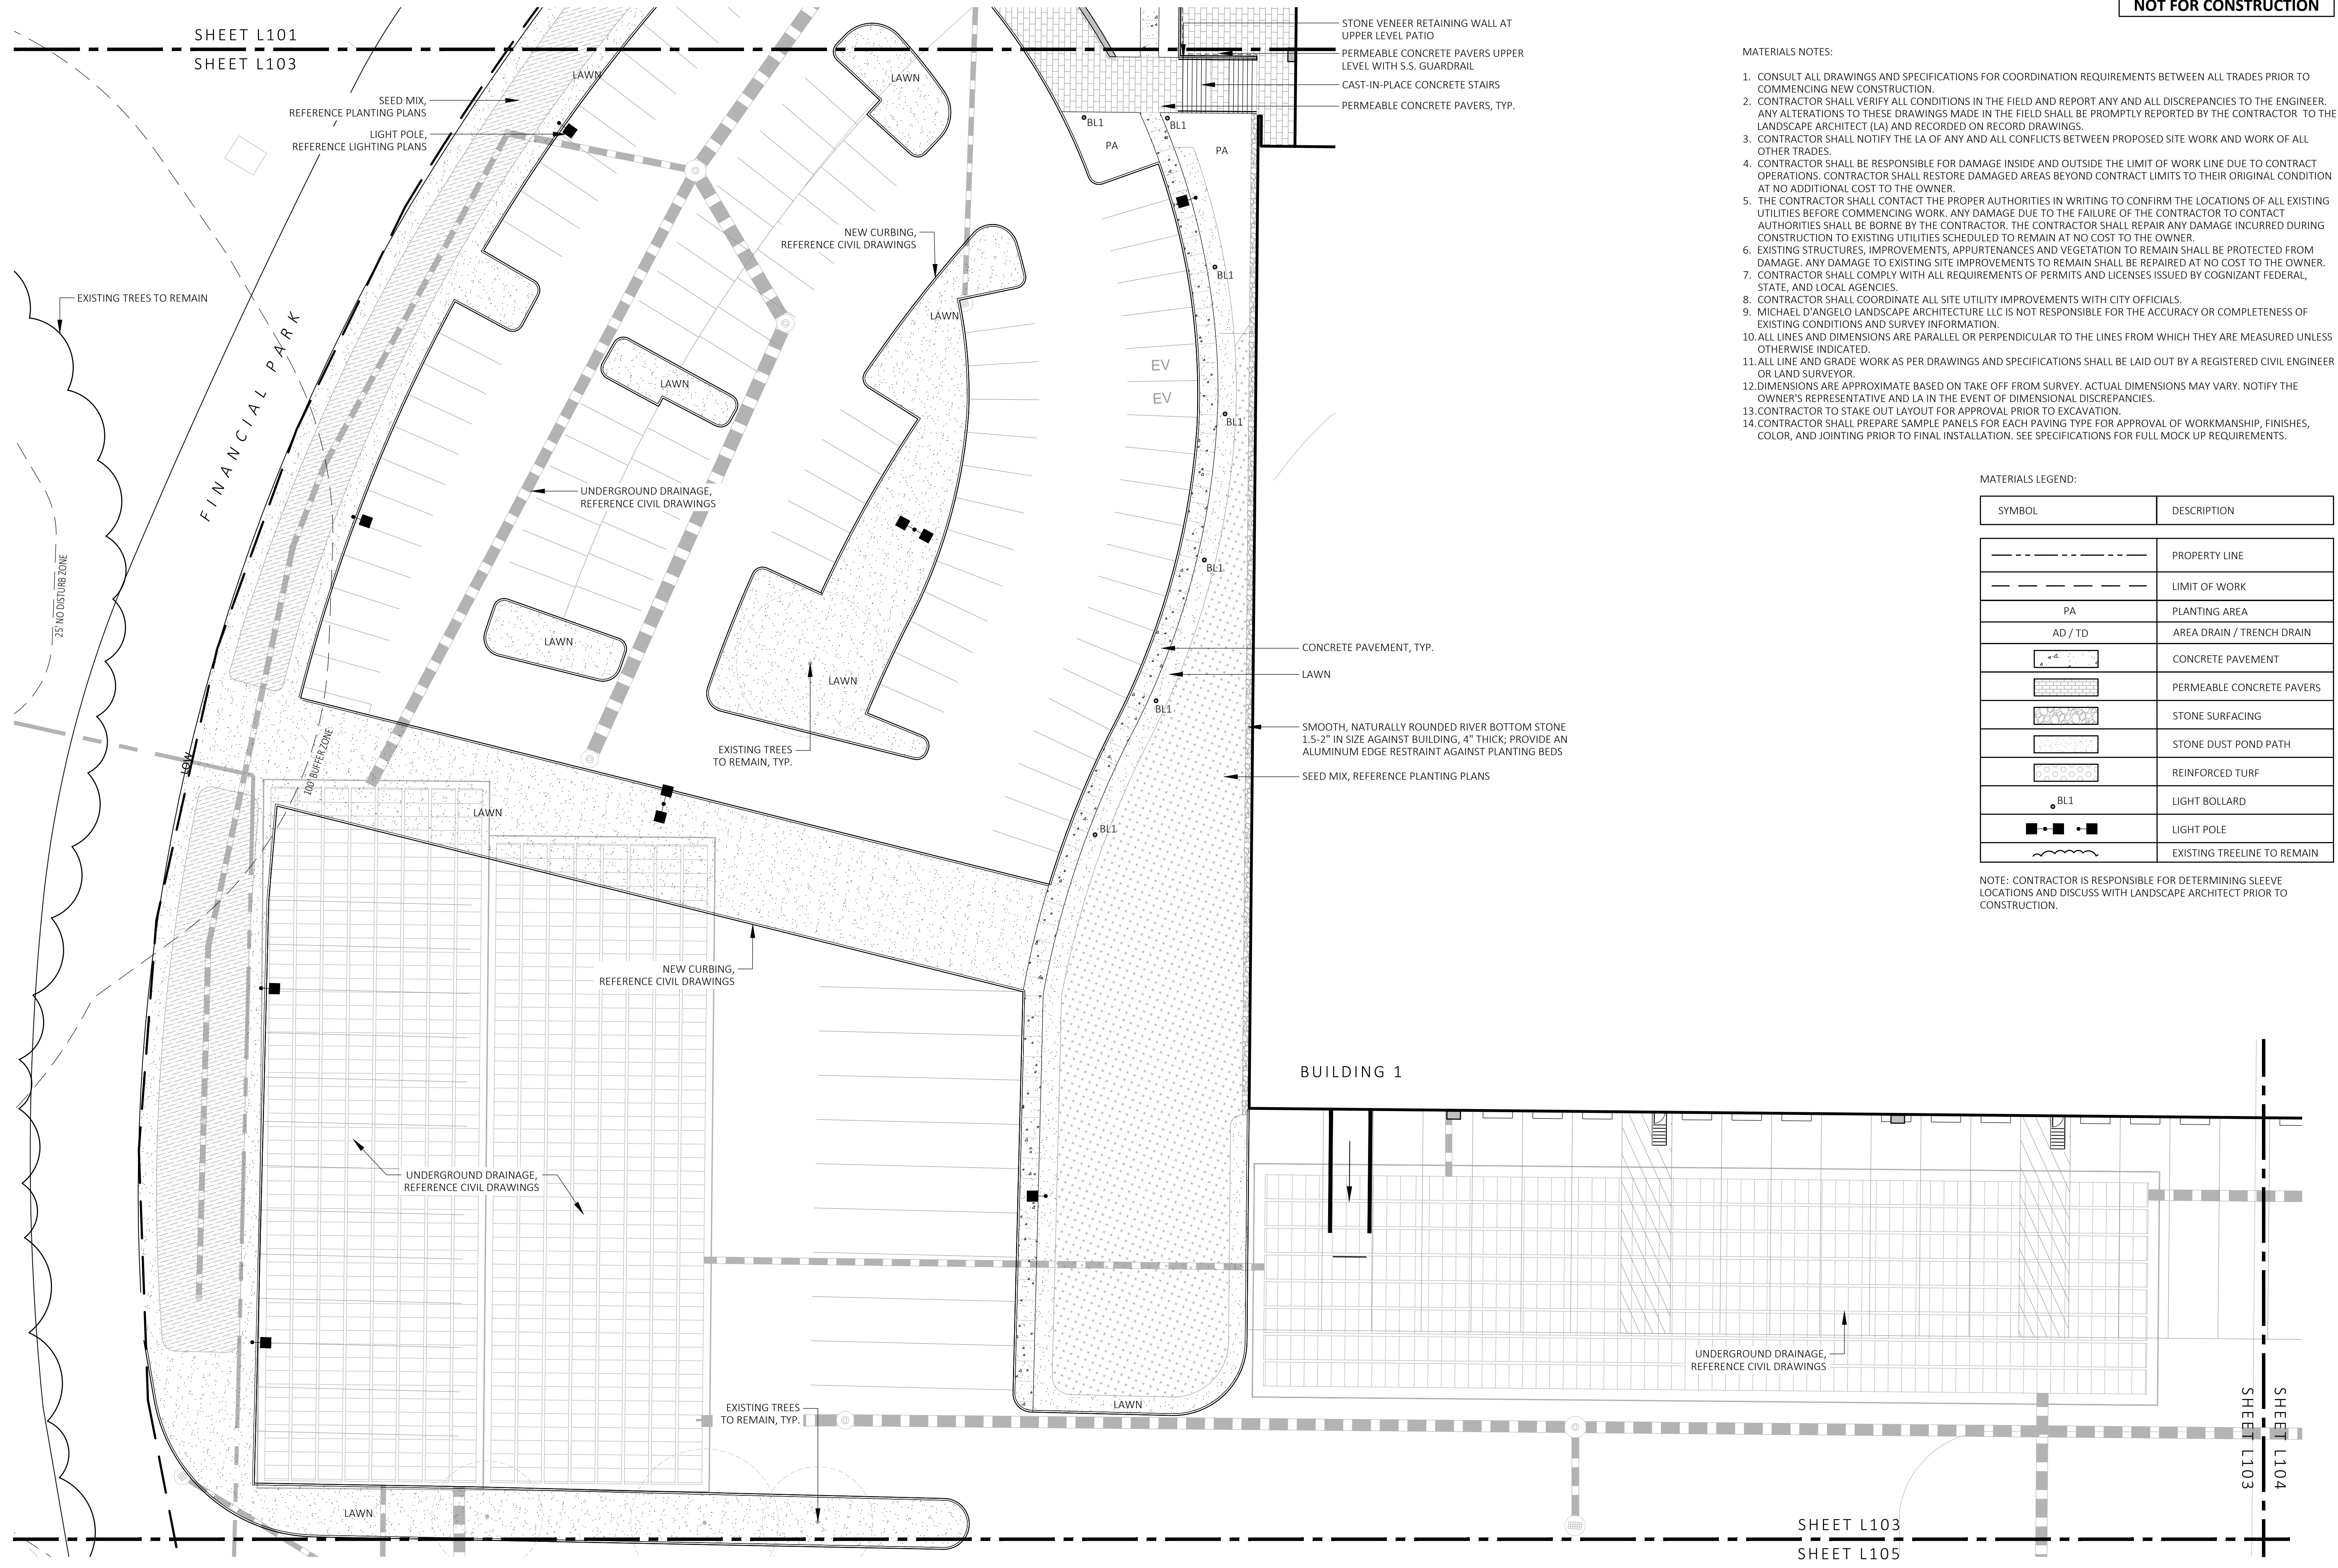 NOT FOR CONSTRUCTION
SHEET L101
SHEET L103
SEED MIX,
REFERENCE PLANTING PLANS
LIGHT POLE,
REFERENCE LIGHTING PLANS
LAWN
LAWN
STONE VENEER RETAINING WALL AT
UPPER LEVEL PATIO
PERMEABLE CONCRETE PAVERS UPPER
LEVEL WITH S.S. GUARDRAIL
CAST-IN-PLACE CONCRETE STAIRS
PERMEABLE CONCRETE PAVERS, TYP.
BL1
BL1
PA
PA
NEW CURBING,
REFERENCE CIVIL DRAWINGS
BL1
EXISTING TREES TO REMAIN
FINANCIAL PARK
LAWN
LAWN
EV
EV
BL1
UNDERGROUND DRAINAGE,
REFERENCE CIVIL DRAWINGS
25' NO DISTURB ZONE
BL1
LAWN
LAWN
CONCRETE PAVEMENT, TYP.
LAWN
BL1
EXISTING TREES
TO REMAIN, TYP.
SMOOTH, NATURALLY ROUNDED RIVER BOTTOM STONE
1.5-2" IN SIZE AGAINST BUILDING, 4" THICK; PROVIDE AN
ALUMINUM EDGE RESTRAINT AGAINST PLANTING BEDS
SEED MIX, REFERENCE PLANTING PLANS
LOW
100' BUFFER ZONE
LAWN
BL1
NEW CURBING,
REFERENCE CIVIL DRAWINGS
BUILDING 1
UNDERGROUND DRAINAGE,
REFERENCE CIVIL DRAWINGS
UNDERGROUND DRAINAGE,
REFERENCE CIVIL DRAWINGS
EXISTING TREES
TO REMAIN, TYP.
LAWN
LAWN
SHEET L103
SHEET L104
SHEET L103
SHEET L105
MATERIALS NOTES:
1. CONSULT ALL DRAWINGS AND SPECIFICATIONS FOR COORDINATION REQUIREMENTS BETWEEN ALL TRADES PRIOR TO
COMMENCING NEW CONSTRUCTION.
2. CONTRACTOR SHALL VERIFY ALL CONDITIONS IN THE FIELD AND REPORT ANY AND ALL DISCREPANCIES TO THE ENGINEER.
ANY ALTERATIONS TO THESE DRAWINGS MADE IN THE FIELD SHALL BE PROMPTLY REPORTED BY THE CONTRACTOR TO THE
LANDSCAPE ARCHITECT (LA) AND RECORDED ON RECORD DRAWINGS.
3. CONTRACTOR SHALL NOTIFY THE LA OF ANY AND ALL CONFLICTS BETWEEN PROPOSED SITE WORK AND WORK OF ALL
OTHER TRADES.
4. CONTRACTOR SHALL BE RESPONSIBLE FOR DAMAGE INSIDE AND OUTSIDE THE LIMIT OF WORK LINE DUE TO CONTRACT
OPERATIONS. CONTRACTOR SHALL RESTORE DAMAGED AREAS BEYOND CONTRACT LIMITS TO THEIR ORIGINAL CONDITION
AT NO ADDITIONAL COST TO THE OWNER.
5. THE CONTRACTOR SHALL CONTACT THE PROPER AUTHORITIES IN WRITING TO CONFIRM THE LOCATIONS OF ALL EXISTING
UTILITIES BEFORE COMMENCING WORK. ANY DAMAGE DUE TO THE FAILURE OF THE CONTRACTOR TO CONTACT
AUTHORITIES SHALL BE BORNE BY THE CONTRACTOR. THE CONTRACTOR SHALL REPAIR ANY DAMAGE INCURRED DURING
CONSTRUCTION TO EXISTING UTILITIES SCHEDULED TO REMAIN AT NO COST TO THE OWNER.
6. EXISTING STRUCTURES, IMPROVEMENTS, APPURTENANCES AND VEGETATION TO REMAIN SHALL BE PROTECTED FROM
DAMAGE. ANY DAMAGE TO EXISTING SITE IMPROVEMENTS TO REMAIN SHALL BE REPAIRED AT NO COST TO THE OWNER.
7. CONTRACTOR SHALL COMPLY WITH ALL REQUIREMENTS OF PERMITS AND LICENSES ISSUED BY COGNIZANT FEDERAL,
STATE, AND LOCAL AGENCIES.
8. CONTRACTOR SHALL COORDINATE ALL SITE UTILITY IMPROVEMENTS WITH CITY OFFICIALS.
9. MICHAEL D'ANGELO LANDSCAPE ARCHITECTURE LLC IS NOT RESPONSIBLE FOR THE ACCURACY OR COMPLETENESS OF
EXISTING CONDITIONS AND SURVEY INFORMATION.
10. ALL LINES AND DIMENSIONS ARE PARALLEL OR PERPENDICULAR TO THE LINES FROM WHICH THEY ARE MEASURED UNLESS
OTHERWISE INDICATED.
11. ALL LINE AND GRADE WORK AS PER DRAWINGS AND SPECIFICATIONS SHALL BE LAID OUT BY A REGISTERED CIVIL ENGINEER
OR LAND SURVEYOR.
12. DIMENSIONS ARE APPROXIMATE BASED ON TAKE OFF FROM SURVEY. ACTUAL DIMENSIONS MAY VARY. NOTIFY THE
OWNER'S REPRESENTATIVE AND LA IN THE EVENT OF DIMENSIONAL DISCREPANCIES.
13. CONTRACTOR TO STAKE OUT LAYOUT FOR APPROVAL PRIOR TO EXCAVATION.
14. CONTRACTOR SHALL PREPARE SAMPLE PANELS FOR EACH PAVING TYPE FOR APPROVAL OF WORKMANSHIP, FINISHES,
COLOR, AND JOINTING PRIOR TO FINAL INSTALLATION. SEE SPECIFICATIONS FOR FULL MOCK UP REQUIREMENTS.
MATERIALS LEGEND:
SYMBOL DESCRIPTION
PROPERTY LINE
LIMIT OF WORK
PA PLANTING AREA
AD / TD AREA DRAIN / TRENCH DRAIN
CONCRETE PAVEMENT
PERMEABLE CONCRETE PAVERS
STONE SURFACING
STONE DUST POND PATH
REINFORCED TURF
BL1 LIGHT BOLLARD
LIGHT POLE
EXISTING TREELINE TO REMAIN
NOTE: CONTRACTOR IS RESPONSIBLE FOR DETERMINING SLEEVE
LOCATIONS AND DISCUSS WITH LANDSCAPE ARCHITECT PRIOR TO
CONSTRUCTION.